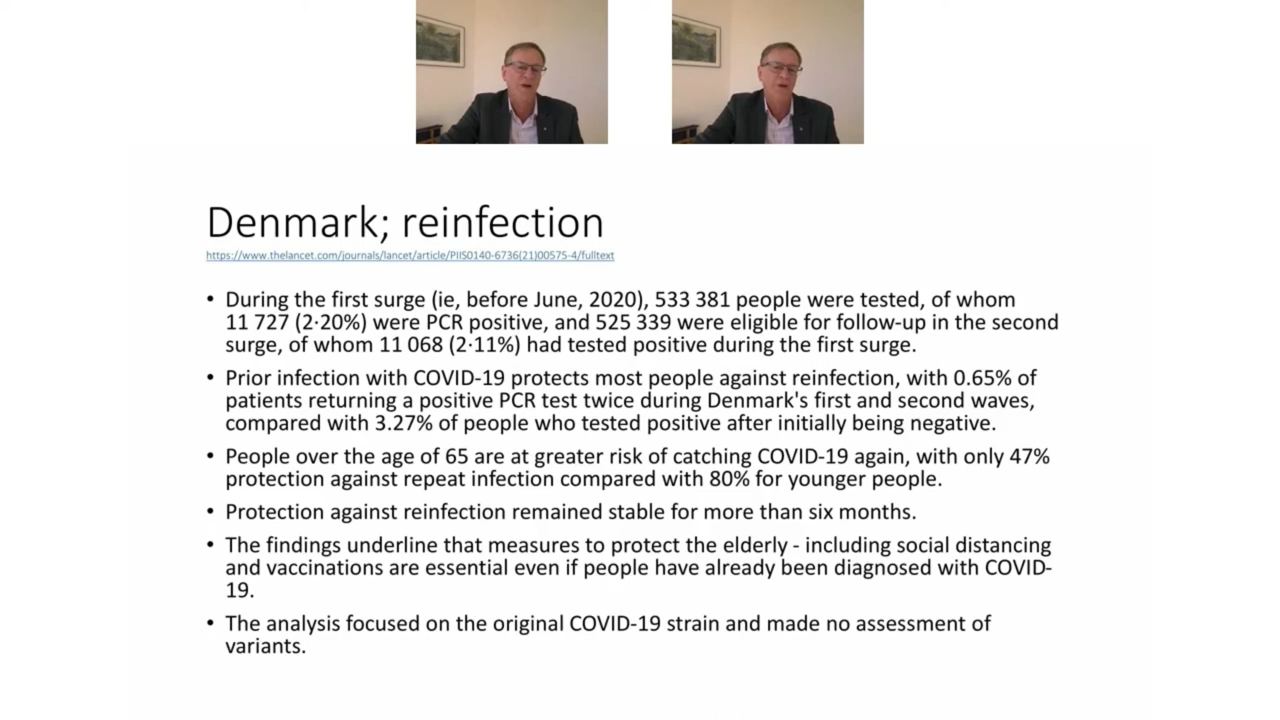 Denmark; reinfection
https://www.thelancet.com/journals/lancet/article/PIIS0140-6736(21)00575-4/fulltext
• During the first surge (ie, before June, 2020), 533 381 people were tested, of whom
11 727 (2·20%) were PCR positive, and 525 339 were eligible for follow-up in the second
surge, of whom 11 068 (2·11%) had tested positive during the first surge.
• Prior infection with COVID-19 protects most people against reinfection, with 0.65% of
patients returning a positive PCR test twice during Denmark's first and second waves,
compared with 3.27% of people who tested positive after initially being negative.
• People over the age of 65 are at greater risk of catching COVID-19 again, with only 47%
protection against repeat infection compared with 80% for younger people.
• Protection against reinfection remained stable for more than six months.
• The findings underline that measures to protect the elderly - including social distancing
and vaccinations are essential even if people have already been diagnosed with COVID-
19.
• The analysis focused on the original COVID-19 strain and made no assessment of
variants.